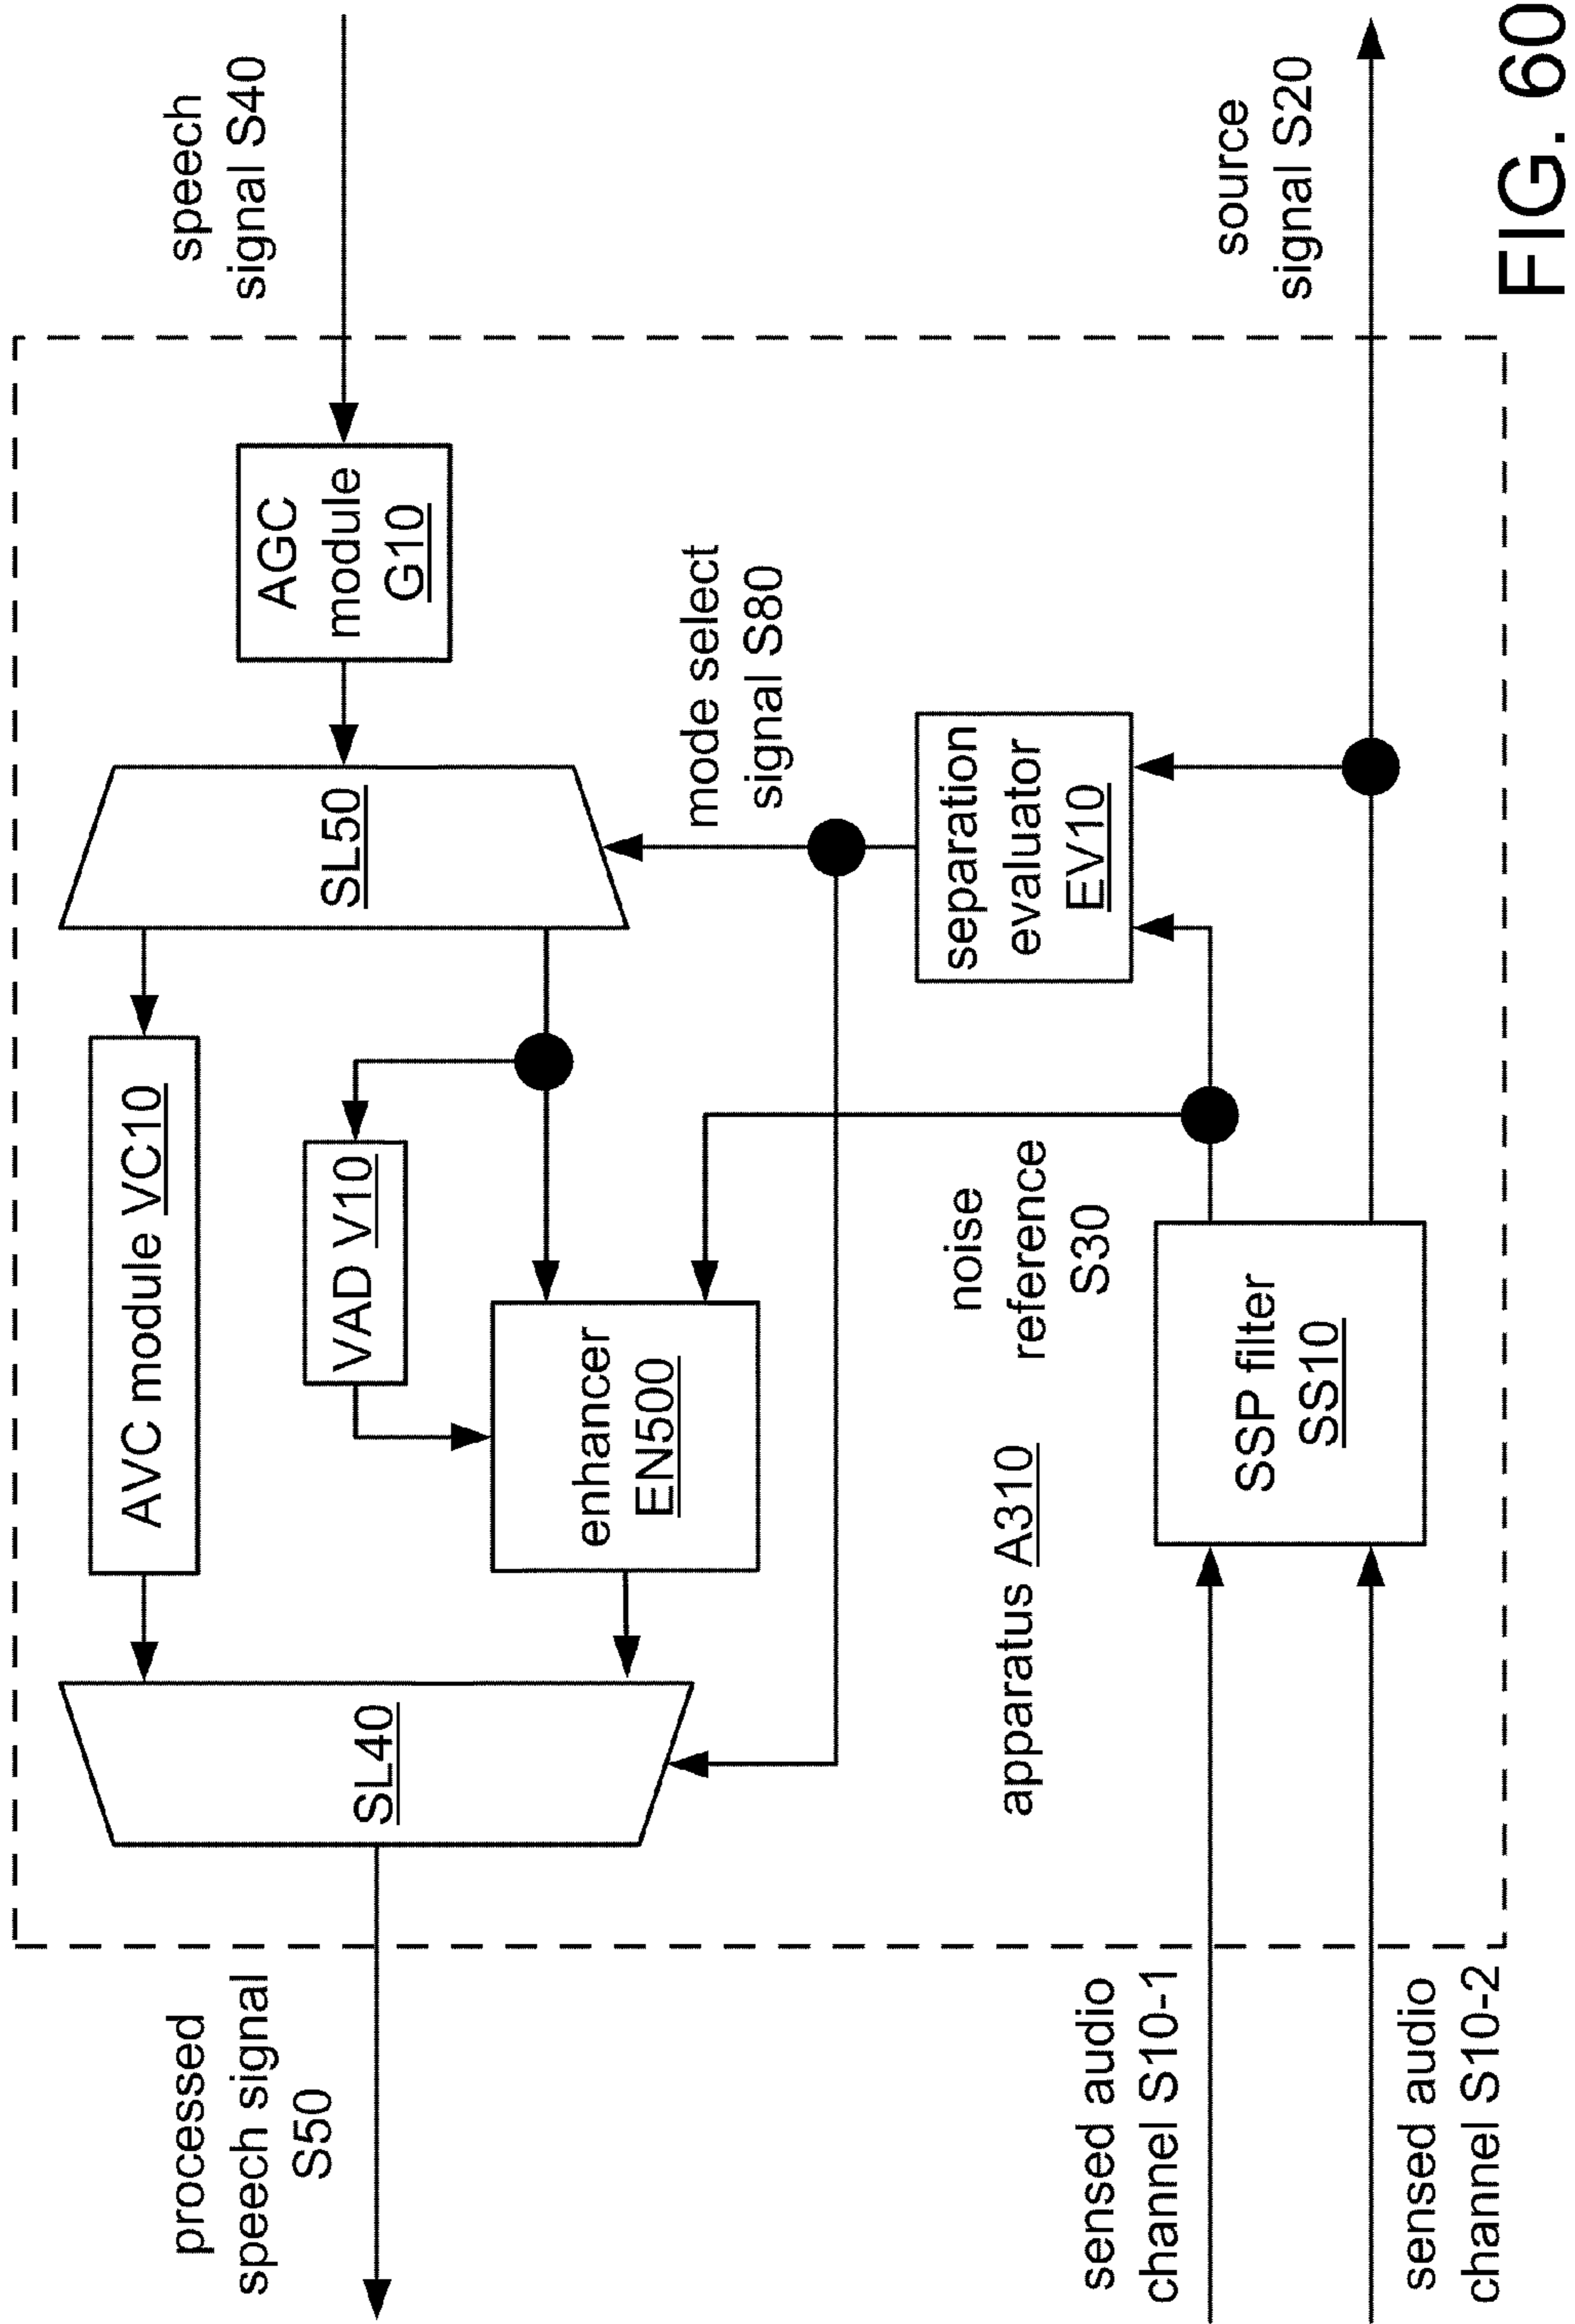 processed
speech signal
S50
speech
signal S40
AVC module VC10
AGC
module
G10
SL40
VAD V10
SL50
enhancer
EN500
mode select
signal S80
apparatus A310
noise
reference
S30
separation
evaluator
EV10
sensed audio
channel S10-1
SSP filter
SS10
source
signal S20
sensed audio
channel S10-2
FIG. 60